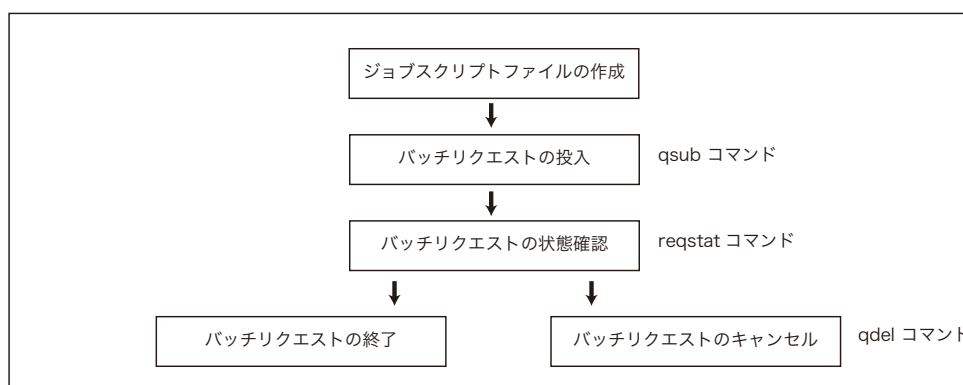 ジョブスクリプトファイルの作成
バッチリクエストの投入
qsub コマンド
バッチリクエストの状態確認
reqstat コマンド
バッチリクエストの終了
バッチリクエストのキャンセル
qdel コマンド